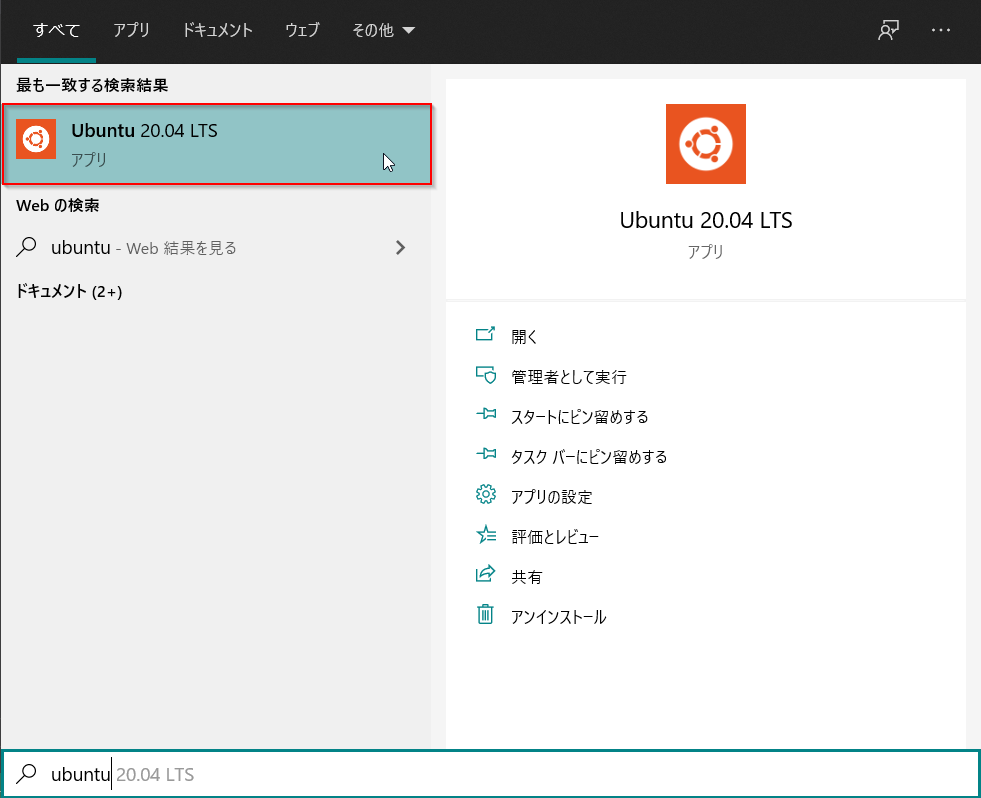 すべて アプリ ドキュメント ウェブ その他
最も一致する検索結果
Ubuntu 20.04 LTS
アプリ
Web の検索
ubuntu - Web 結果を見る
ドキュメント (2+)
Ubuntu 20.04 LTS
アプリ
開く
管理者として実行
スタートにピン留めする
タスク バーにピン留めする
アプリの設定
評価とレビュー
共有
アンインストール
ubuntu 20.04 LTS